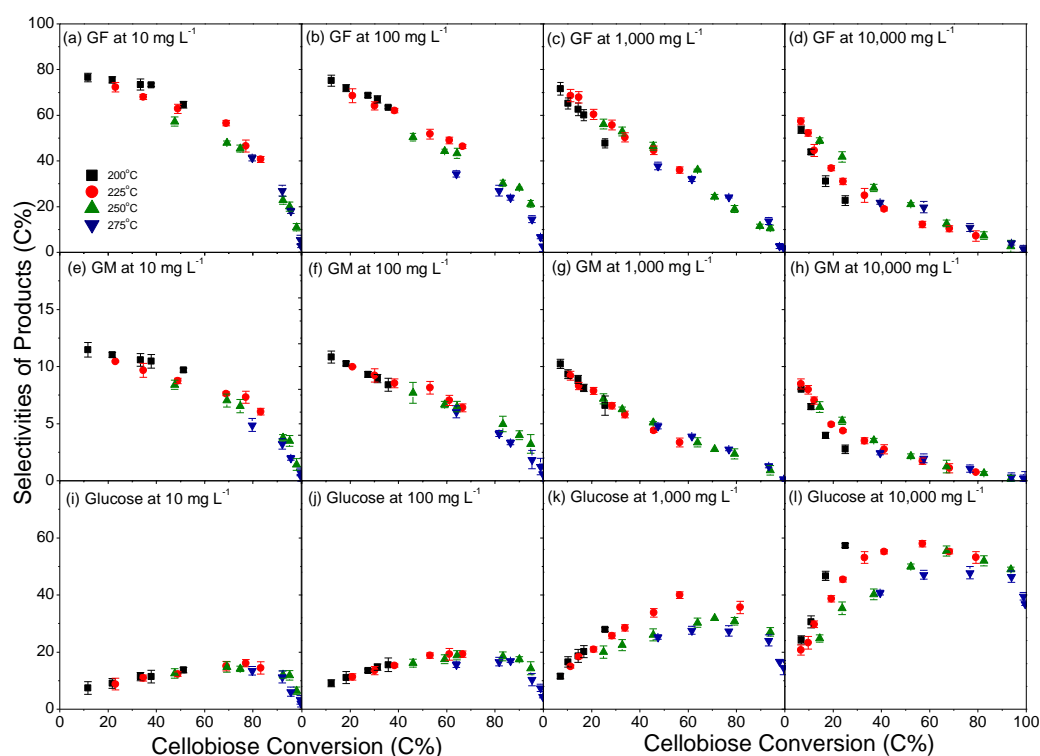 Selectivities of Products (C%)
100
80
60
40
20
0
(a) GF at 10 mg L⁻¹
(b) GF at 100 mg L⁻¹
(c) GF at 1,000 mg L⁻¹
(d) GF at 10,000 mg L⁻¹
200°C
225°C
250°C
275°C
15
10
5
0
(e) GM at 10 mg L⁻¹
(f) GM at 100 mg L⁻¹
(g) GM at 1,000 mg L⁻¹
(h) GM at 10,000 mg L⁻¹
60
40
20
0
(i) Glucose at 10 mg L⁻¹
(j) Glucose at 100 mg L⁻¹
(k) Glucose at 1,000 mg L⁻¹
(l) Glucose at 10,000 mg L⁻¹
0 20 40 60 80 0 20 40 60 80 0 20 40 60 80 0 20 40 60 80 100
Cellobiose Conversion (C%) Cellobiose Conversion (C%)